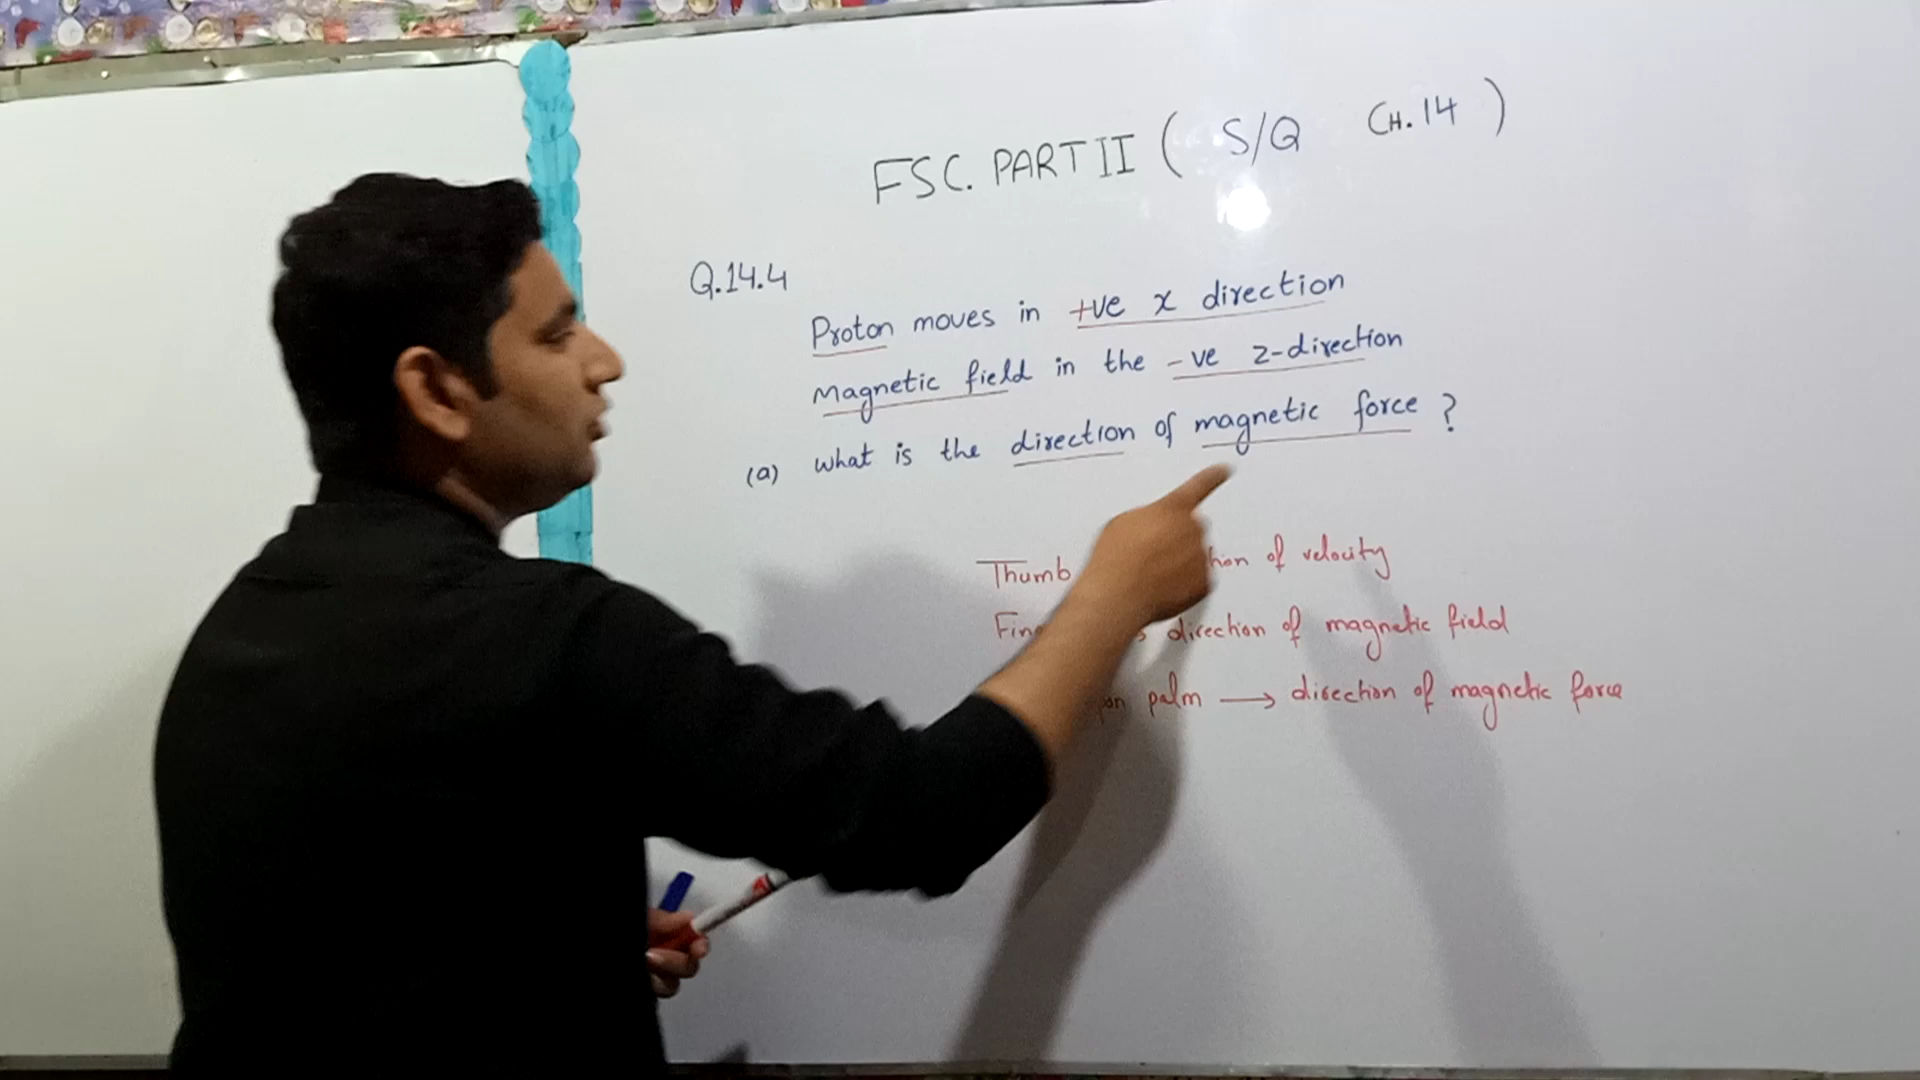 FSC. PART II ( S/Q CH.14 )
Q.14.4
Proton moves in +ve x direction
Magnetic field in the -ve z-direction
(a) What is the direction of magnetic force ?
Thumb of velocity
direction of magnetic field
palm → direction of magnetic force